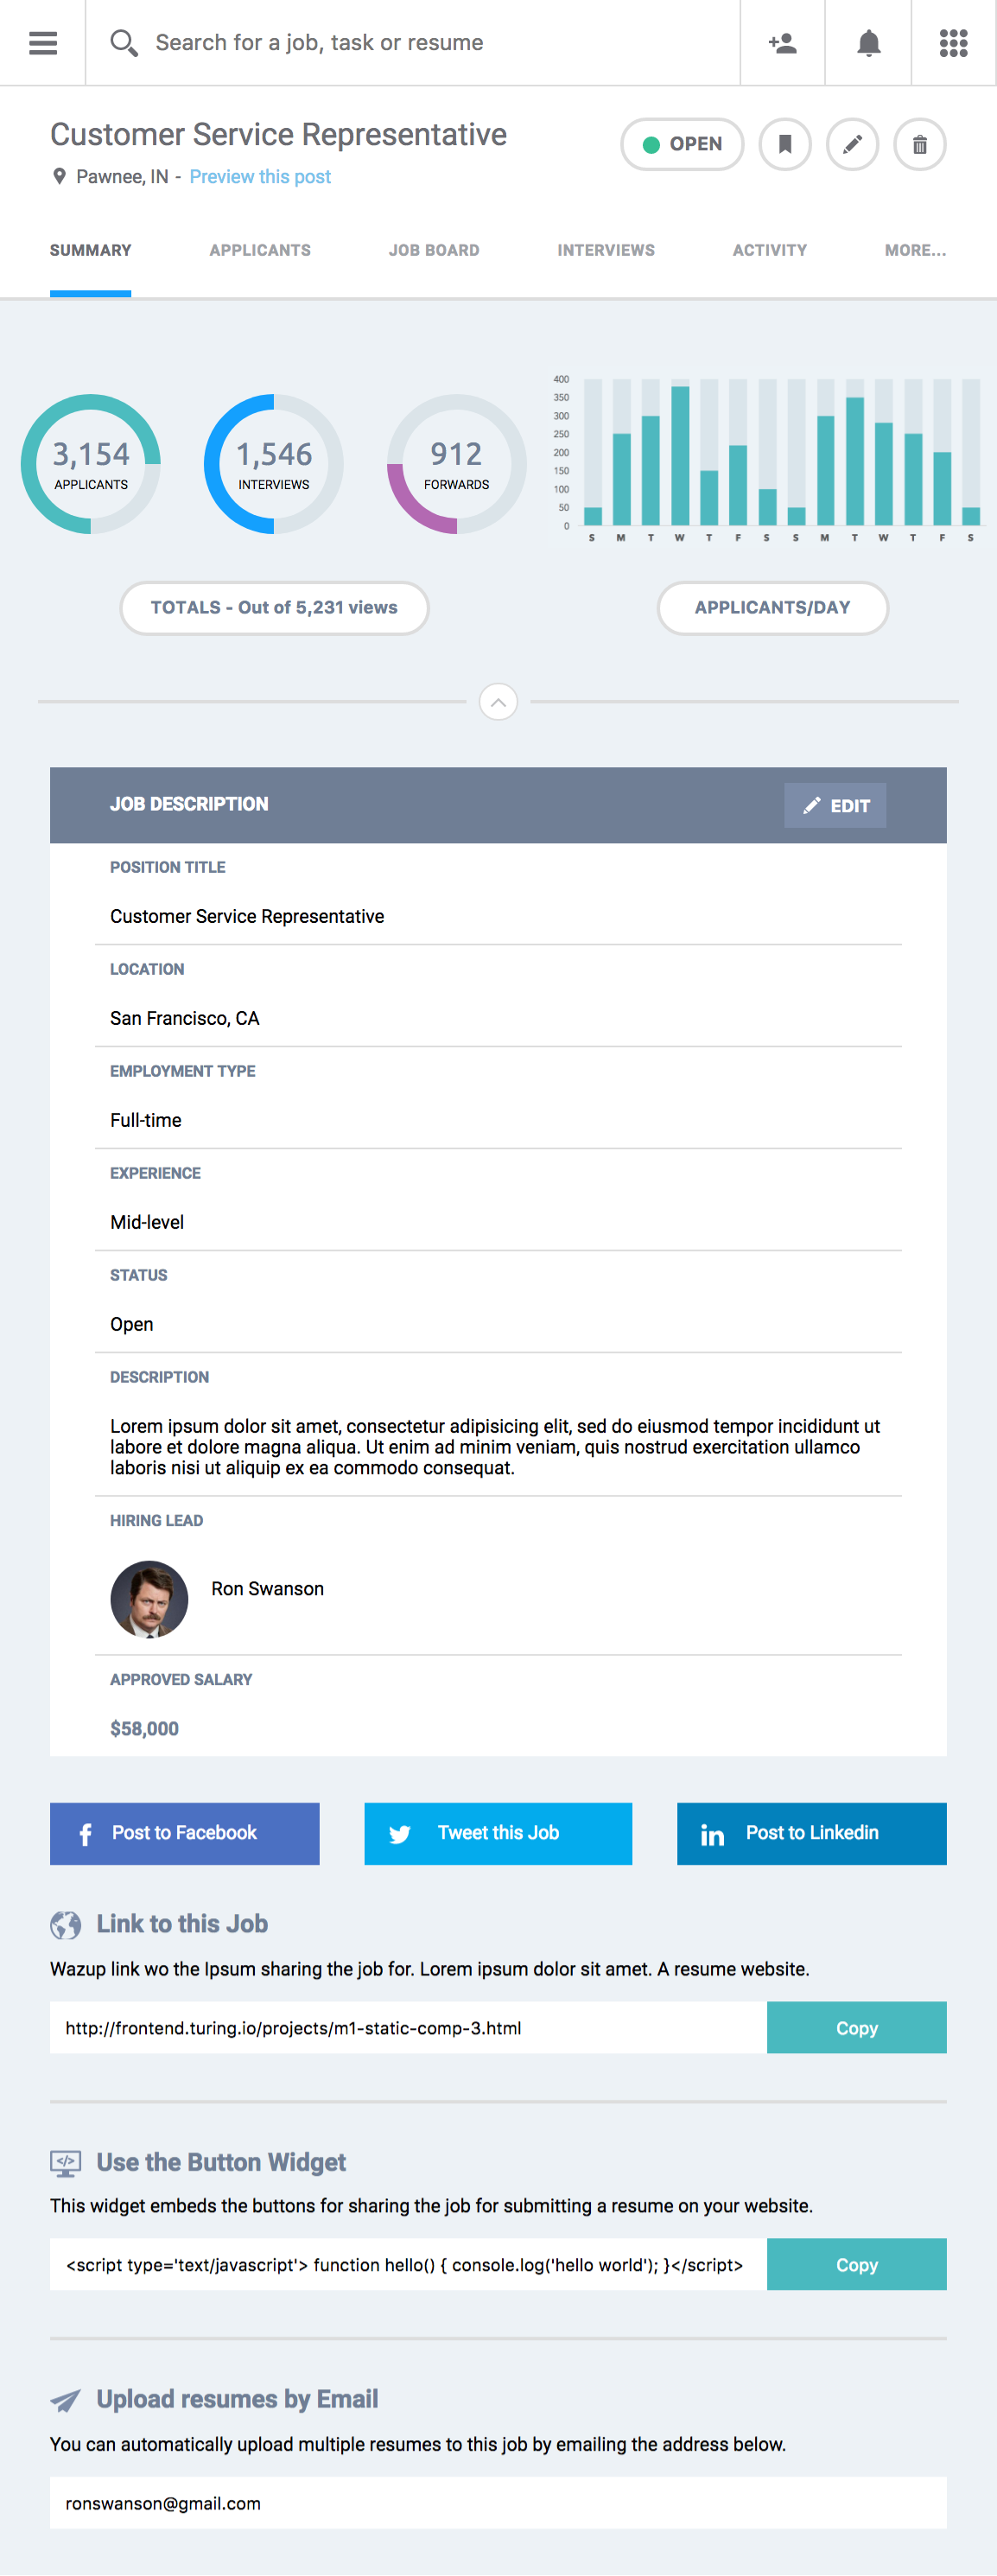 Search for a job, task or resume
Customer Service Representative
OPEN
Pawnee, IN - Preview this post
SUMMARY APPLICANTS JOB BOARD INTERVIEWS ACTIVITY MORE...
3,154
APPLICANTS
1,546
INTERVIEWS
912
FORWARDS
400
350
300
250
200
150
100
50
0
S M T W T F S S M T W T F S
TOTALS - Out of 5,231 views
APPLICANTS/DAY
JOB DESCRIPTION
EDIT
POSITION TITLE
Customer Service Representative
LOCATION
San Francisco, CA
EMPLOYMENT TYPE
Full-time
EXPERIENCE
Mid-level
STATUS
Open
DESCRIPTION
Lorem ipsum dolor sit amet, consectetur adipisicing elit, sed do eiusmod tempor incididunt ut
labore et dolore magna aliqua. Ut enim ad minim veniam, quis nostrud exercitation ullamco
laboris nisi ut aliquip ex ea commodo consequat.
HIRING LEAD
Ron Swanson
APPROVED SALARY
$58,000
Post to Facebook
Tweet this Job
in Post to Linkedin
Link to this Job
Wazup link wo the Ipsum sharing the job for. Lorem ipsum dolor sit amet. A resume website.
http://frontend.turing.io/projects/m1-static-comp-3.html
Copy
Use the Button Widget
This widget embeds the buttons for sharing the job for submitting a resume on your website.
<script type='text/javascript'> function hello() { console.log('hello world'); }</script>
Copy
Upload resumes by Email
You can automatically upload multiple resumes to this job by emailing the address below.
ronswanson@gmail.com